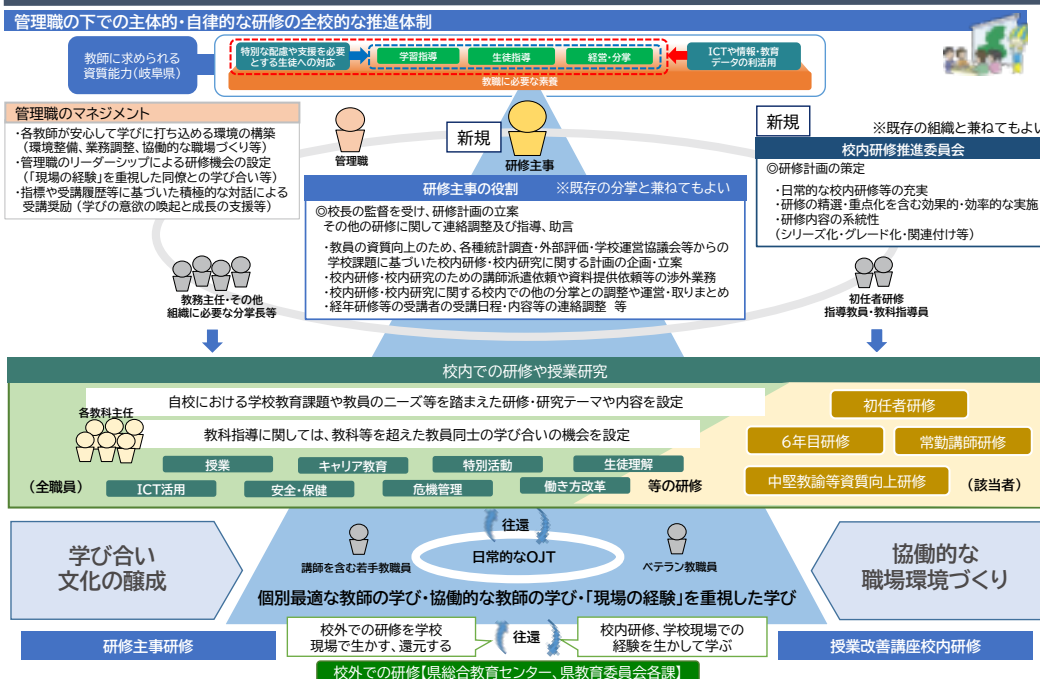 管理職の下での主体的･自律的な研修の全校的な推進体制
教師に求められる
資質能力(岐阜県)
特別な配慮や支援を必要
とする生徒への対応
学習指導
生徒指導
経営･分掌
ICTや情報･教育
データの利活用
教職に必要な素養
管理職のマネジメント
･各教師が安心して学びに打ち込める環境の構築
(環境整備、業務調整、協働的な職場づくり等)
･管理職のリーダーシップによる研修機会の設定
(｢現場の経験｣を重視した同僚との学び合い等)
･指標や受講履歴等に基づいた積極的な対話による
受講奨励 (学びの意欲の喚起と成長の支援等)
管理職
新規
研修主事
新規
※既存の組織と兼ねてもよい
校内研修推進委員会
◎研修計画の策定
･日常的な校内研修等の充実
･研修の精選･重点化を含む効果的･効率的な実施
･研修内容の系統性
(シリーズ化･グレード化･関連付け等)
研修主事の役割　※既存の分掌と兼ねてもよい
◎校長の監督を受け、研修計画の立案
その他の研修に関して連絡調整及び指導、助言
･教員の資質向上のため、各種統計調査･外部評価･学校運営協議会等からの
学校課題に基づいた校内研修･校内研究に関する計画の企画･立案
･校内研修･校内研究のための講師派遣依頼や資料提供依頼等の渉外業務
･校内研修･校内研究に関する校内での他の分掌との調整や運営･取りまとめ
･経年研修等の受講者の受講日程･内容等の連絡調整 等
教務主任･その他
組織に必要な分掌長等
初任者研修
指導教員･教科指導員
校内での研修や授業研究
自校における学校教育課題や教員のニーズ等を踏まえた研修･研究テーマや内容を設定
各教科主任
教科指導に関しては、教科等を超えた教員同士の学び合いの機会を設定
授業
キャリア教育
特別活動
生徒理解
(全職員)
ICT活用
安全･保健
危機管理
働き方改革
等の研修
初任者研修
6年目研修
常勤講師研修
中堅教諭等資質向上研修
(該当者)
学び合い
文化の醸成
往還
日常的なOJT
講師を含む若手教職員
ベテラン教職員
個別最適な教師の学び･協働的な教師の学び･｢現場の経験｣を重視した学び
協働的な
職場環境づくり
研修主事研修
校外での研修を学校
現場で生かす、還元する
往還
校内研修、学校現場での
経験を生かして学ぶ
授業改善講座校内研修
校外での研修【県総合教育センター、県教育委員会各課】